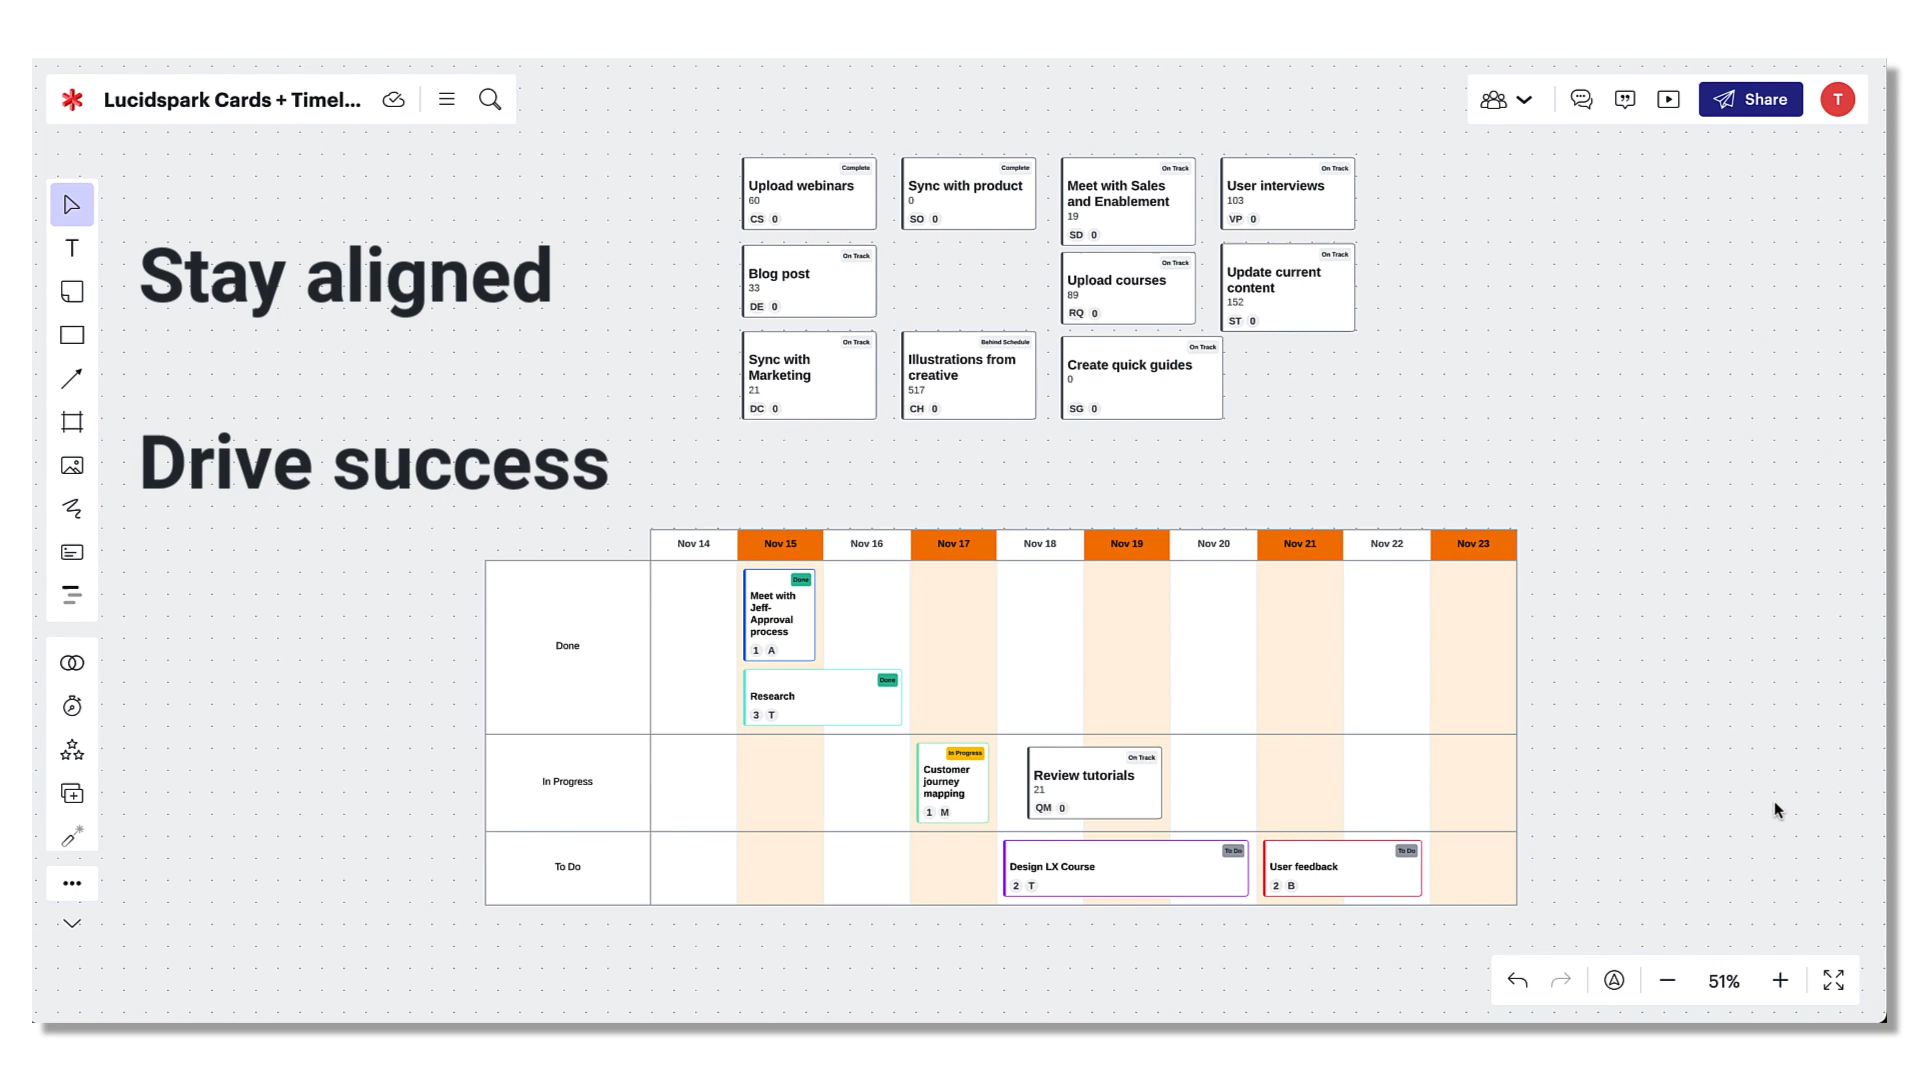 Lucidspark Cards + Timel...
Share
T
T
Stay aligned
Drive success
Complete
Upload webinars
60
CS 0
Complete
Sync with product
0
SO 0
On Track
Meet with Sales
and Enablement
19
SD 0
On Track
User interviews
103
VP 0
On Track
Blog post
33
DE 0
On Track
Upload courses
89
RQ 0
On Track
Update current
content
152
ST 0
On Track
Sync with
Marketing
21
DC 0
Behind Schedule
Illustrations from
creative
517
CH 0
On Track
Create quick guides
0
SG 0
Nov 14 Nov 15 Nov 16 Nov 17 Nov 18 Nov 19 Nov 20 Nov 21 Nov 22 Nov 23
Done
Done
Meet with
Jeff-
Approval
process
1 A
Done
Research
3 T
In Progress
In Progress
Customer
journey
mapping
1 M
On Track
Review tutorials
21
QM 0
To Do
To Do
Design LX Course
2 T
To Do
User feedback
2 B
51%